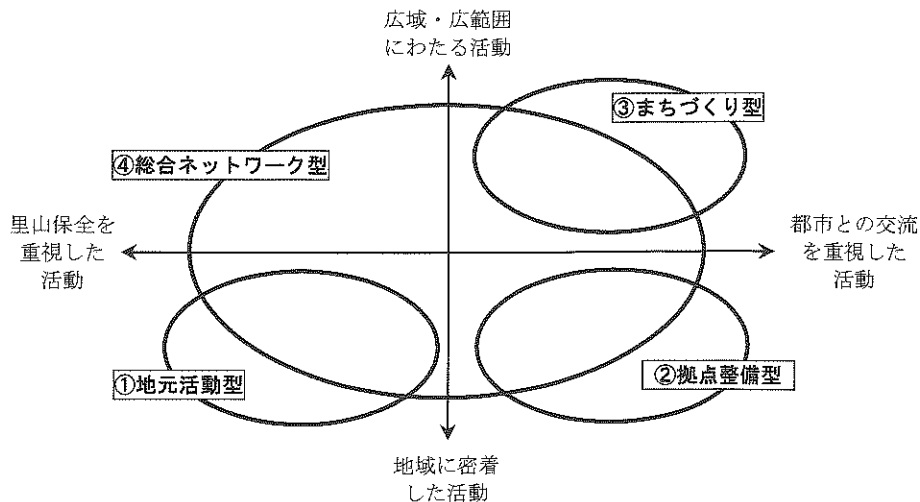 広域・広範囲
にわたる活動
③まちづくり型
④総合ネットワーク型
里山保全を
重視した
活動
都市との交流
を重視した
活動
①地元活動型
②拠点整備型
地域に密着
した活動